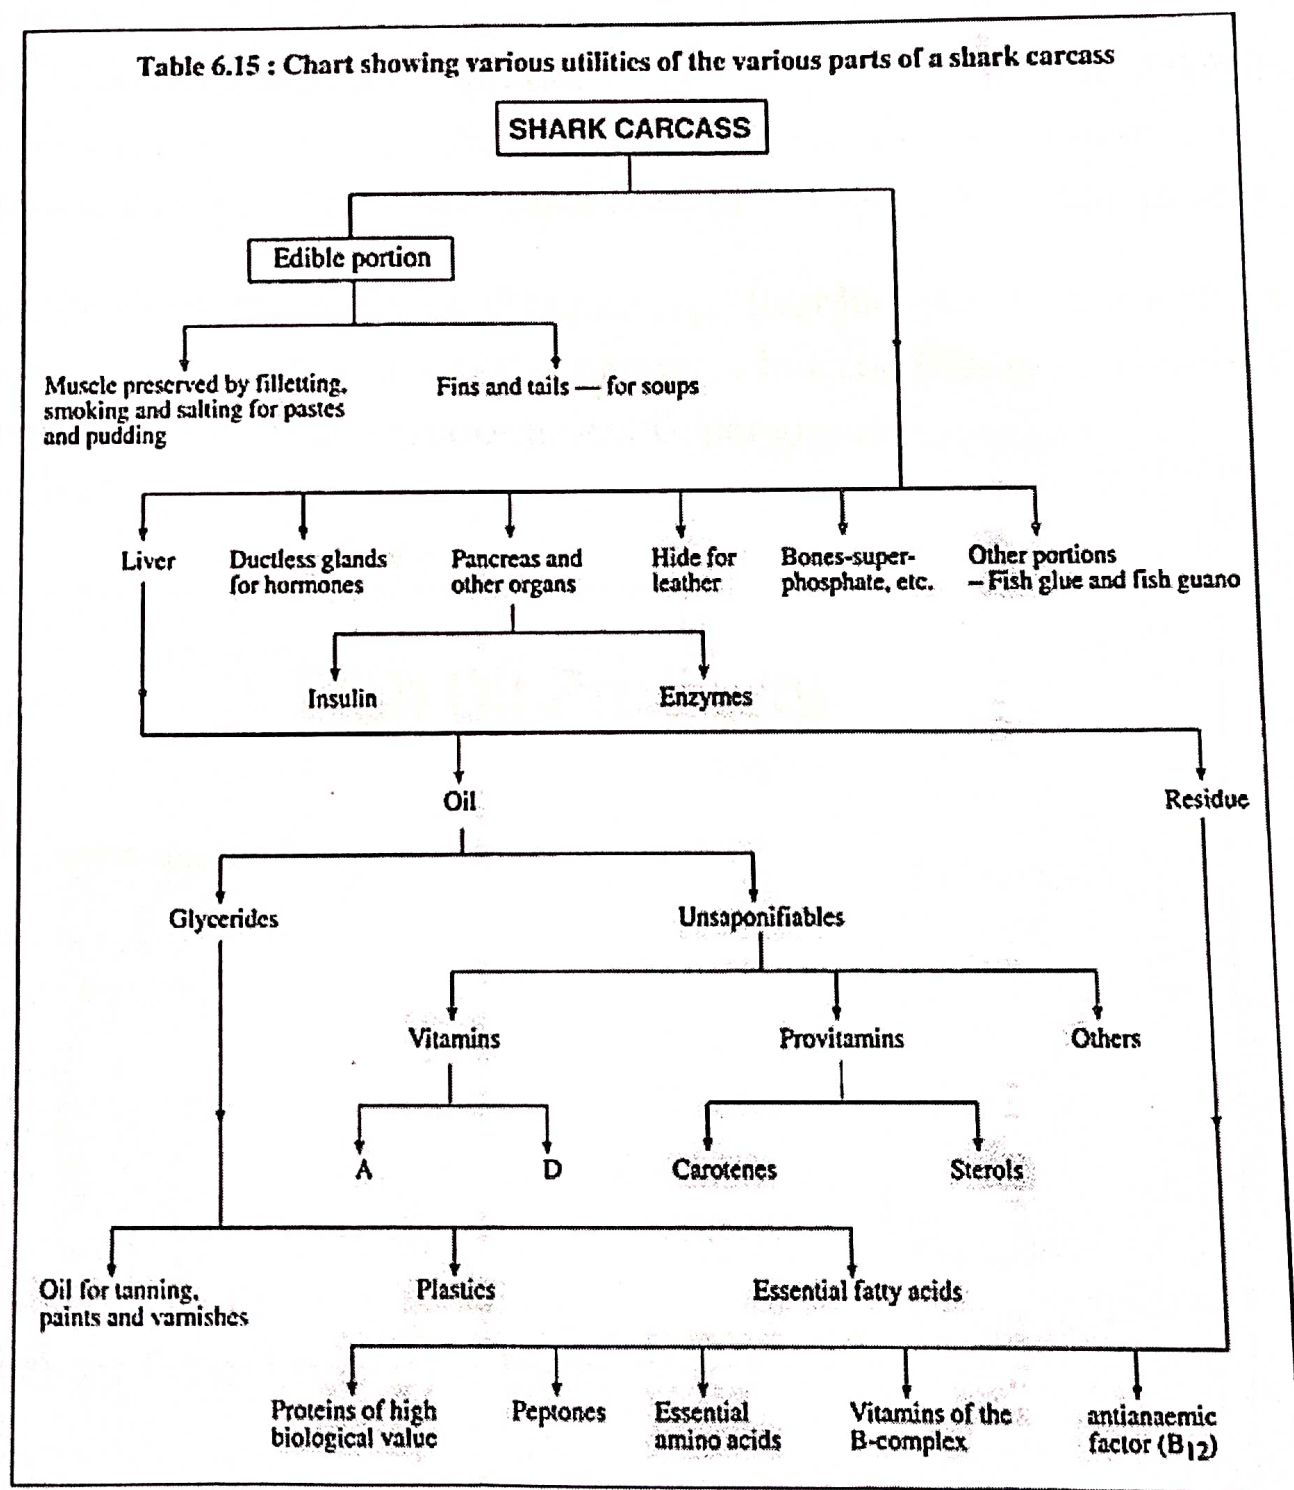 Table 6.15 : Chart showing various utilities of the various parts of a shark carcass
SHARK CARCASS
Edible portion
Muscle preserved by filletting,
smoking and salting for pastes
and pudding
Fins and tails — for soups
Liver
Ductless glands
for hormones
Pancreas and
other organs
Hide for
leather
Bones-super-
phosphate, etc.
Other portions
– Fish glue and fish guano
Insulin
Enzymes
Oil
Residue
Glycerides
Unsaponifiables
Vitamins
Provitamins
Others
A
D
Carotenes
Sterols
Oil for tanning,
paints and varnishes
Plastics
Essential fatty acids
Proteins of high
biological value
Peptones
Essential
amino acids
Vitamins of the
B-complex
antianaemic
factor (B12)